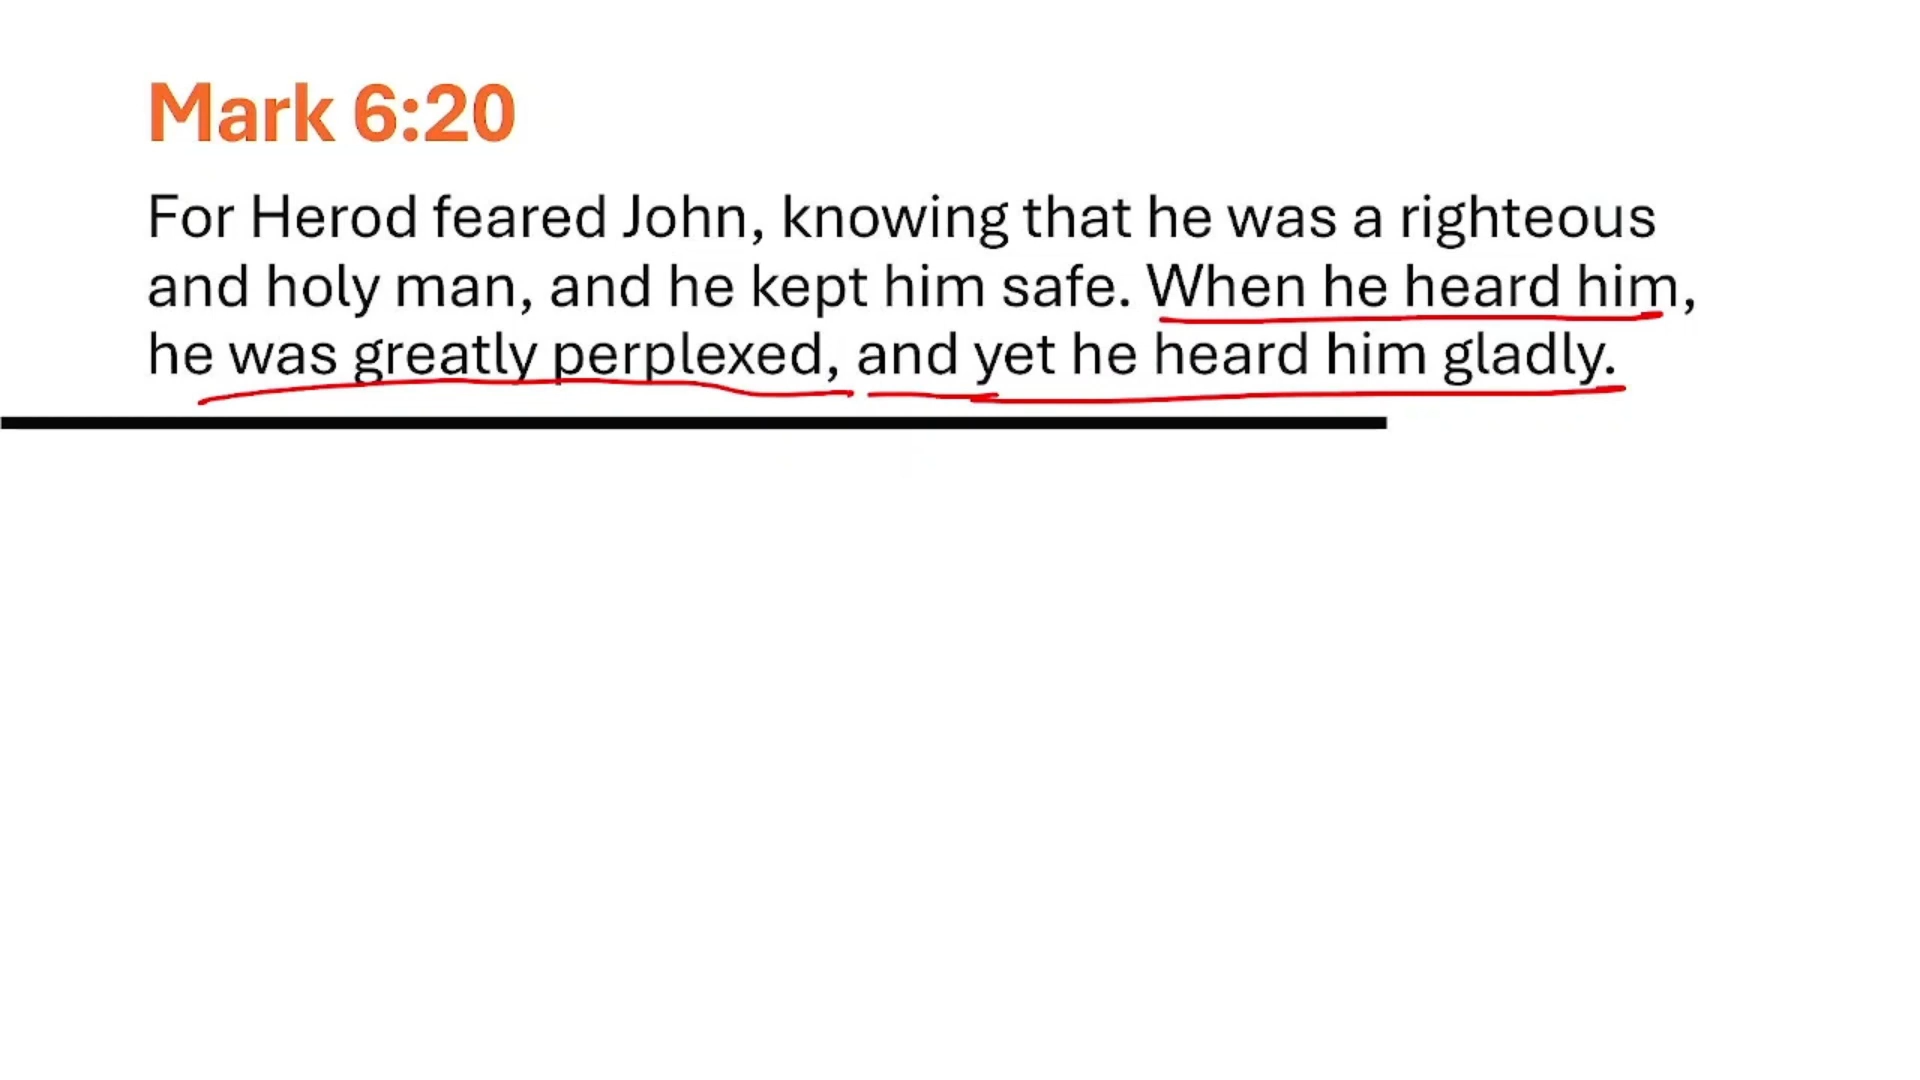 Mark 6:20
For Herod feared John, knowing that he was a righteous
and holy man, and he kept him safe. When he heard him,
he was greatly perplexed, and yet he heard him gladly.